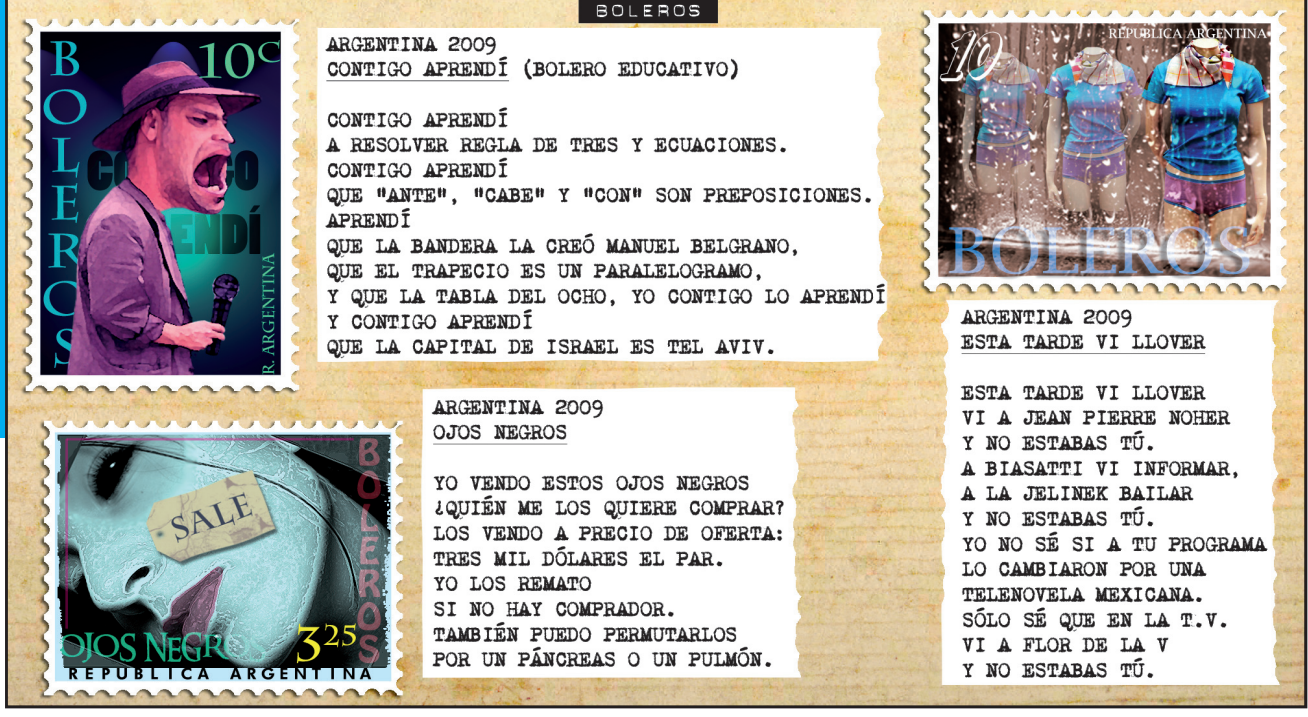 BOLEROS
BOLEROS
10c
CONTIGO
APRENDÍ
R. ARGENTINA
ARGENTINA 2009
CONTIGO APRENDÍ (BOLERO EDUCATIVO)
CONTIGO APRENDÍ
A RESOLVER REGLA DE TRES Y ECUACIONES.
CONTIGO APRENDÍ
QUE "ANTE", "CABE" Y "CON" SON PREPOSICIONES.
APRENDÍ
QUE LA BANDERA LA CREÓ MANUEL BELGRANO,
QUE EL TRAPECIO ES UN PARALELOGRAMO,
Y QUE LA TABLA DEL OCHO, YO CONTIGO LO APRENDÍ
Y CONTIGO APRENDÍ
QUE LA CAPITAL DE ISRAEL ES TEL AVIV.
10
REPUBLICA ARGENTINA
BOLEROS
ARGENTINA 2009
ESTA TARDE VI LLOVER
ESTA TARDE VI LLOVER
VI A JEAN PIERRE NOHER
Y NO ESTABAS TÚ.
A BIASATTI VI INFORMAR,
A LA JELINEK BAILAR
Y NO ESTABAS TÚ.
YO NO SÉ SI A TU PROGRAMA
LO CAMBIARON POR UNA
TELENOVELA MEXICANA.
SÓLO SÉ QUE EN LA T.V.
VI A FLOR DE LA V
Y NO ESTABAS TÚ.
SALE
BOLEROS
OJOS NEGROS
325
REPUBLICA ARGENTINA
ARGENTINA 2009
OJOS NEGROS
YO VENDO ESTOS OJOS NEGROS
¿QUIÉN ME LOS QUIERE COMPRAR?
LOS VENDO A PRECIO DE OFERTA:
TRES MIL DÓLARES EL PAR.
YO LOS REMATO
SI NO HAY COMPRADOR.
TAMBIÉN PUEDO PERMUTARLOS
POR UN PÁNCREAS O UN PULMÓN.